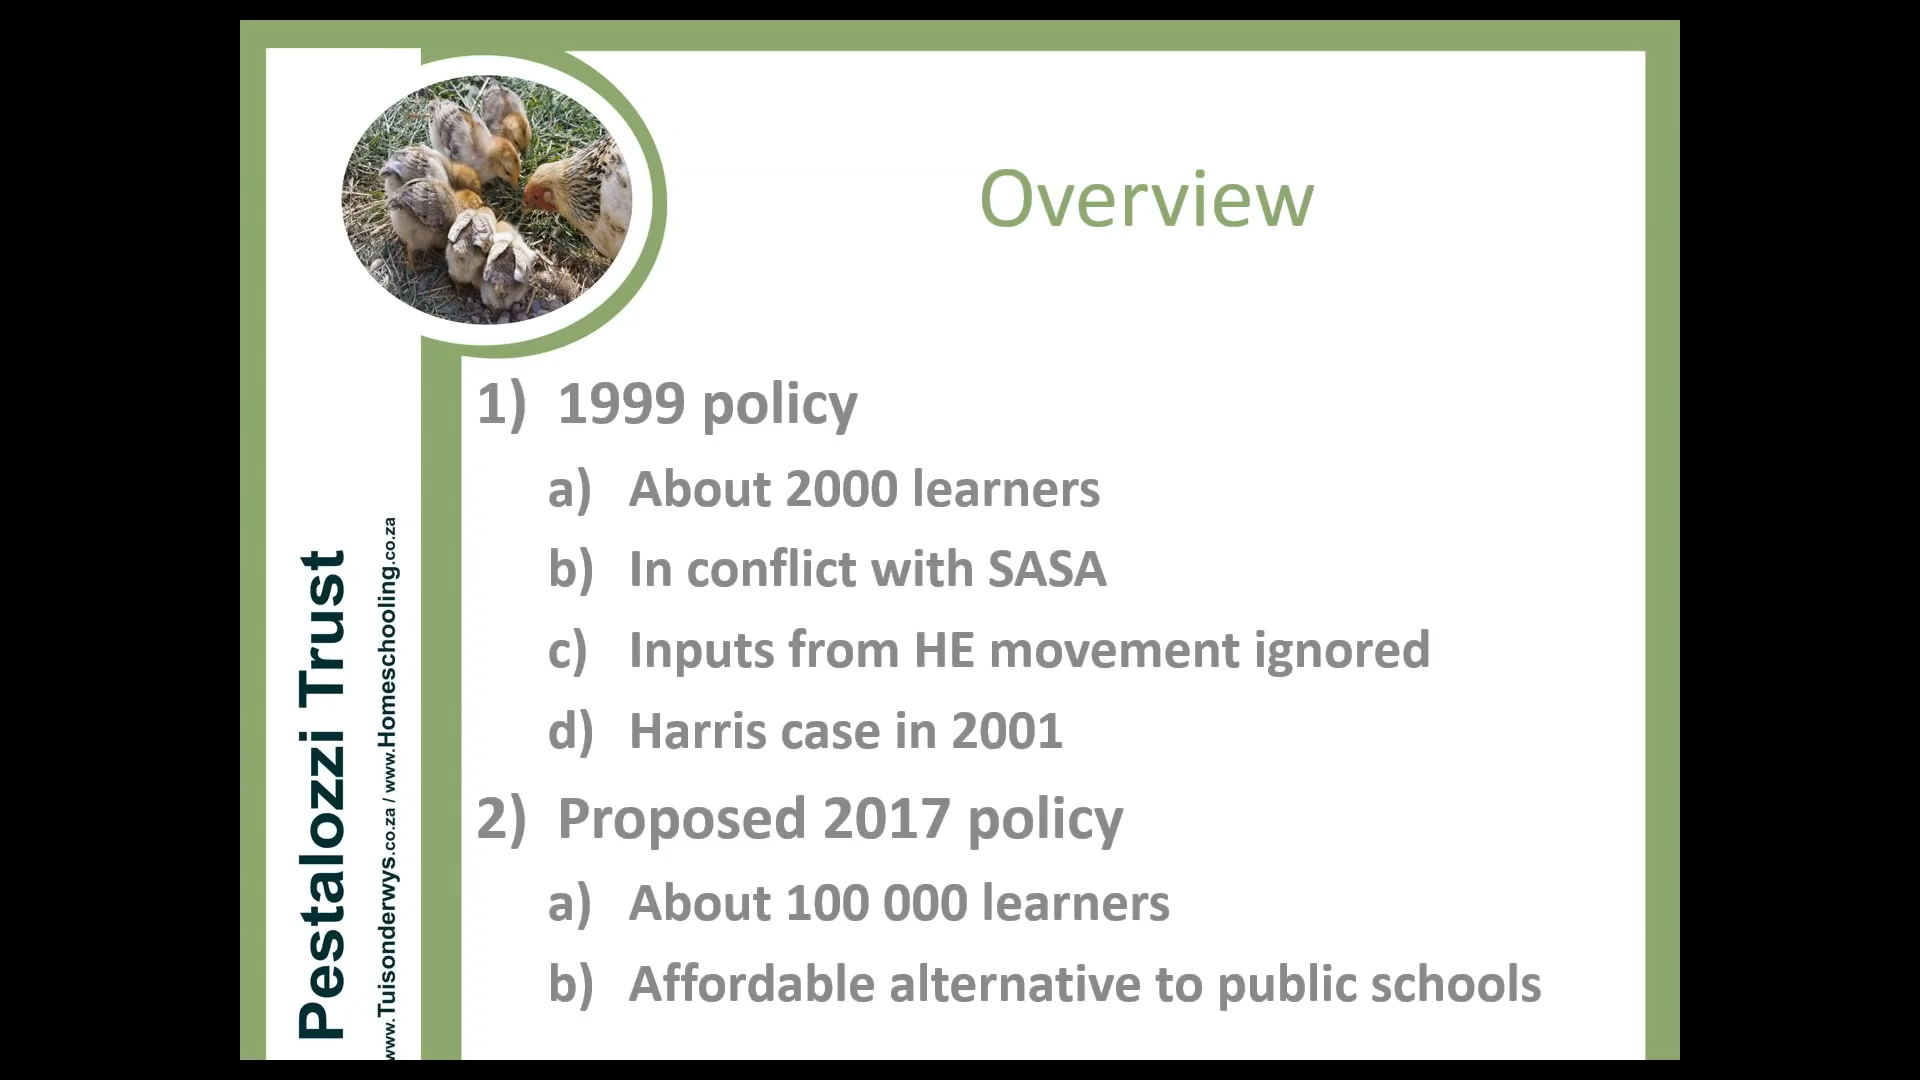 Overview
1) 1999 policy
a) About 2000 learners
b) In conflict with SASA
c) Inputs from HE movement ignored
d) Harris case in 2001
2) Proposed 2017 policy
a) About 100 000 learners
b) Affordable alternative to public schools
Pestalozzi Trust
www.Tuisonderwys.co.za / www.Homeschooling.co.za